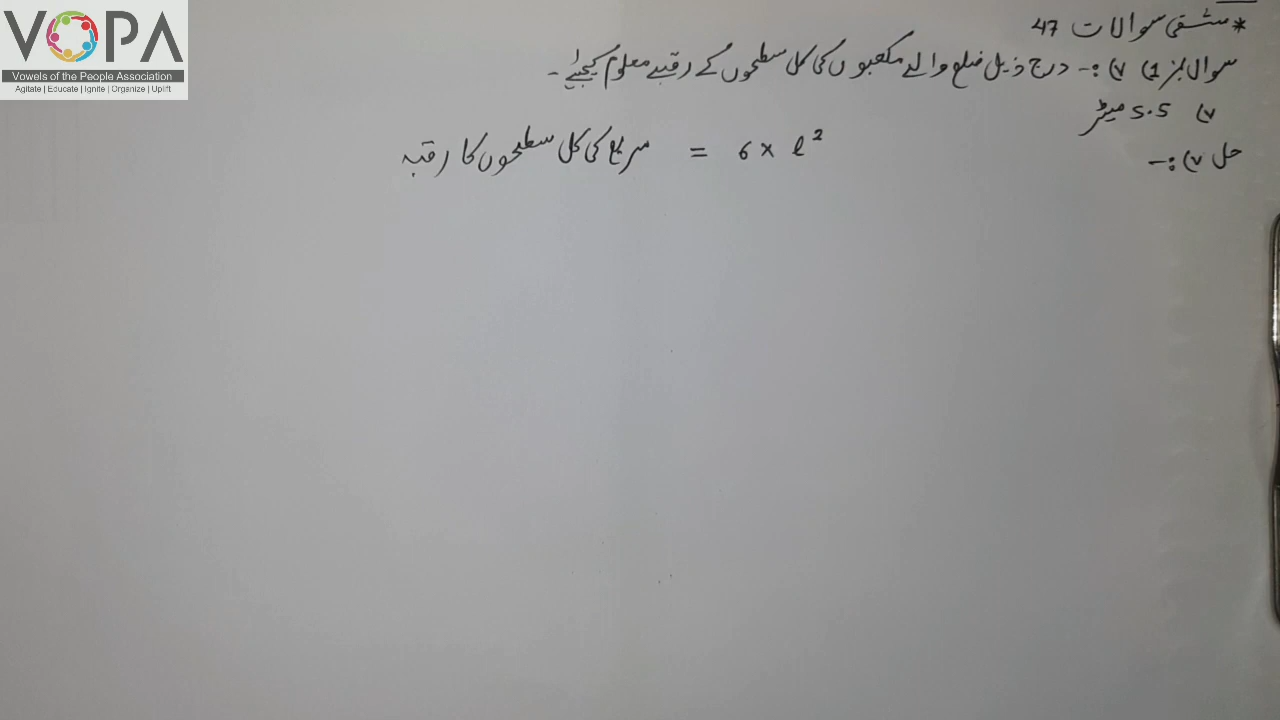 VOPA
Vowels of the People Association
Agitate | Educate | Ignite | Organize | Uplift
* مشقی سوالات 47
سوال نمبر 1) v) :- درج ذیل ضلع والے مکعبوں کی کل سطحوں کے رقبے معلوم کیجئے۔
v) 5.5 میٹر
حل v) :-
مربع کی کل سطحوں کا رقبہ = 6 × l²